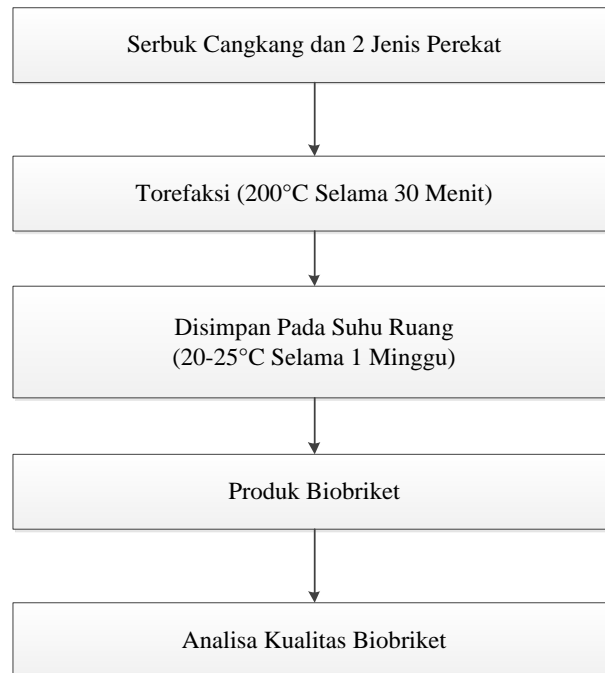 Serbuk Cangkang dan 2 Jenis Perekat
Torefaksi (200°C Selama 30 Menit)
Disimpan Pada Suhu Ruang
(20-25°C Selama 1 Minggu)
Produk Biobriket
Analisa Kualitas Biobriket